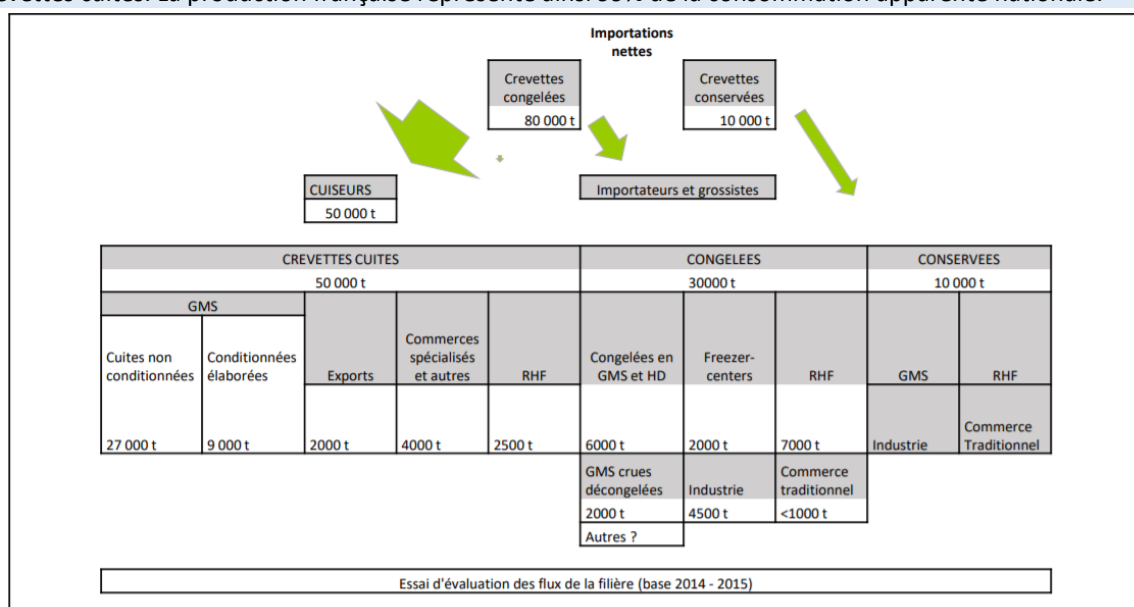 Importations
nettes
Crevettes
congelées
80 000 t
Crevettes
conservées
10 000 t
CUISEURS
50 000 t
Importateurs et grossistes
CREVETTES CUITES
50 000 t
CONGELEES
30000 t
CONSERVEES
10 000 t
GMS
Cuites non
conditionnées
27 000 t
Conditionnées
élaborées
9 000 t
Exports
2000 t
Commerces
spécialisés
et autres
4000 t
RHF
2500 t
Congelées en
GMS et HD
6000 t
Freezer-
centers
2000 t
RHF
7000 t
GMS
Industrie
RHF
Commerce
Traditionnel
GMS crues
décongelées
2000 t
Industrie
4500 t
Commerce
traditionnel
<1000 t
Autres ?
Essai d'évaluation des flux de la filière (base 2014 - 2015)